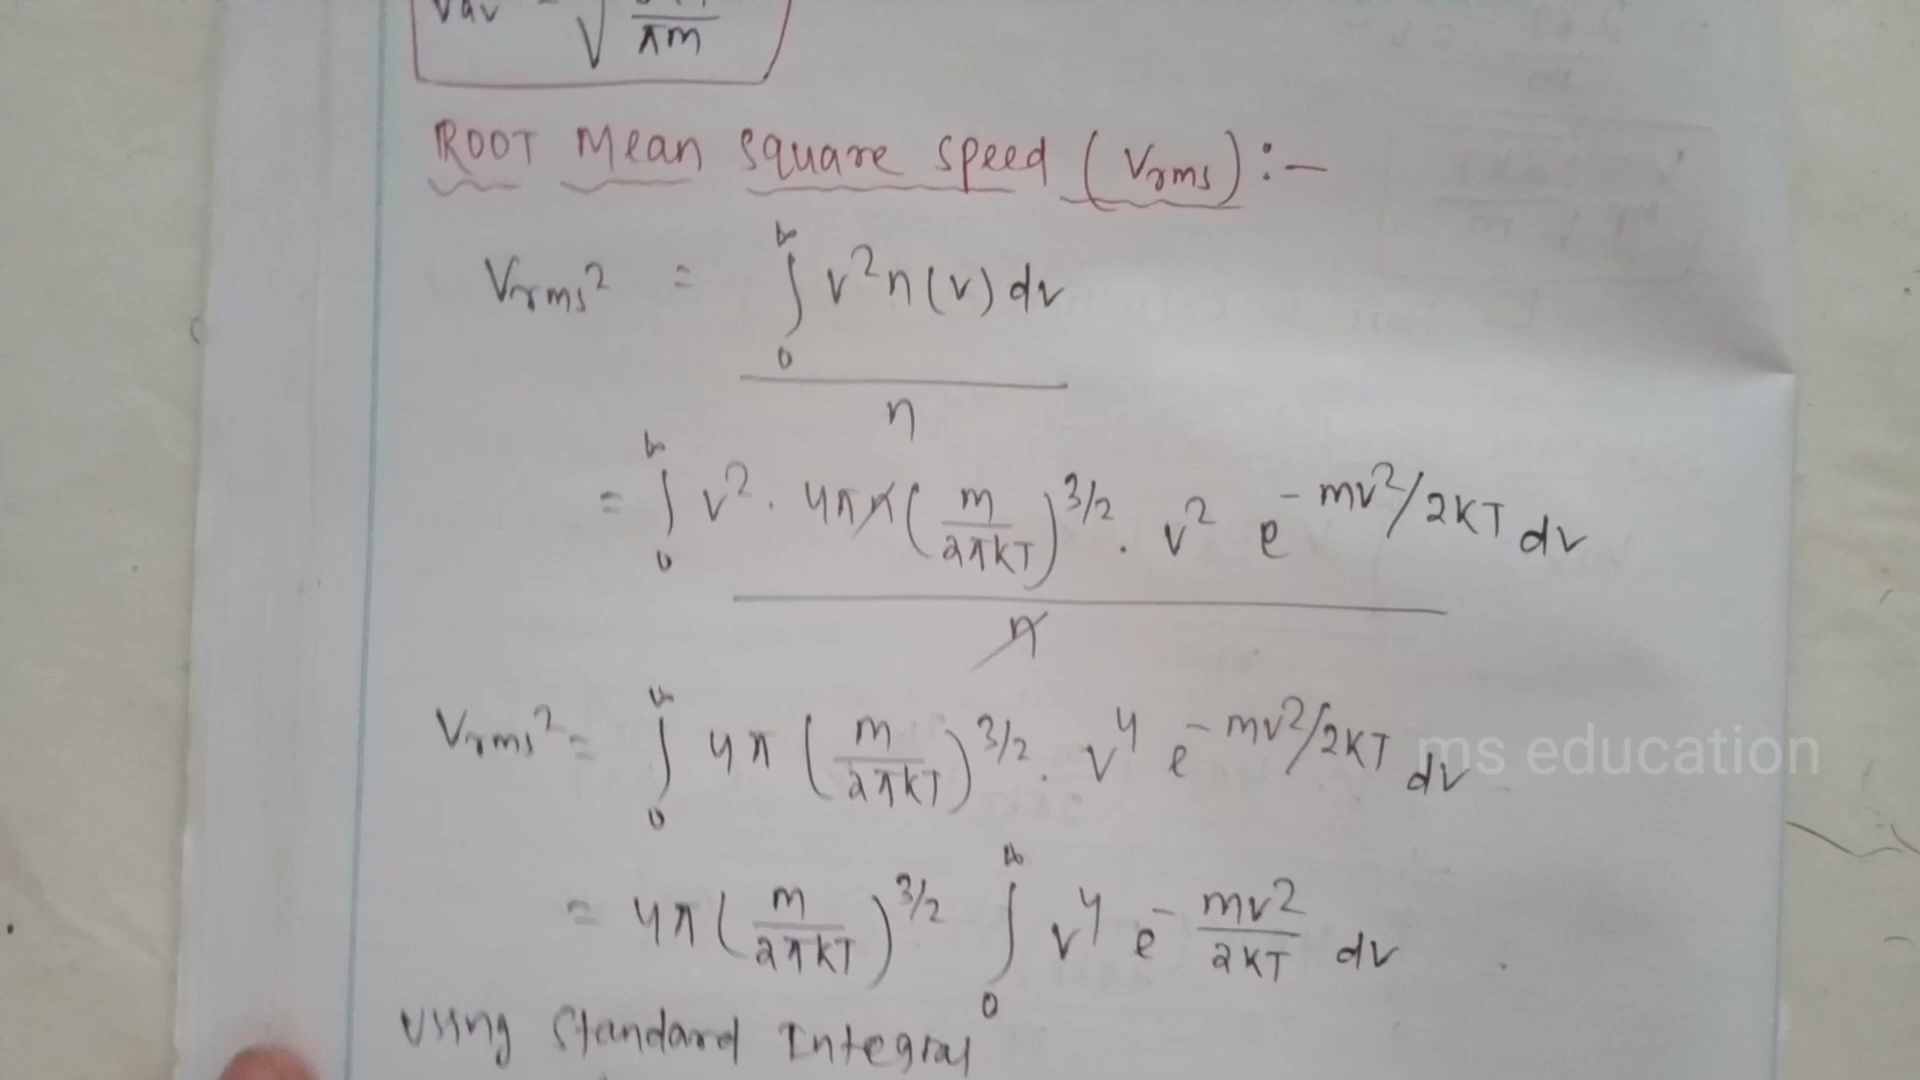 Vav = √ πm
ROOT Mean square speed (Vrms) :-
Vrms² = ∫₀^∞ v² n(v) dv
n
= ∫₀^∞ v² . 4πn (m/2πKT)^3/2 . v² e^-mv²/2KT dv
n
Vrms² = ∫₀^∞ 4π (m/2πKT)^3/2 . v⁴ e^-mv²/2KT dv
ms education
= 4π (m/2πKT)^3/2 ∫₀^∞ v⁴ e^-mv²/2KT dv
Using Standard Integral